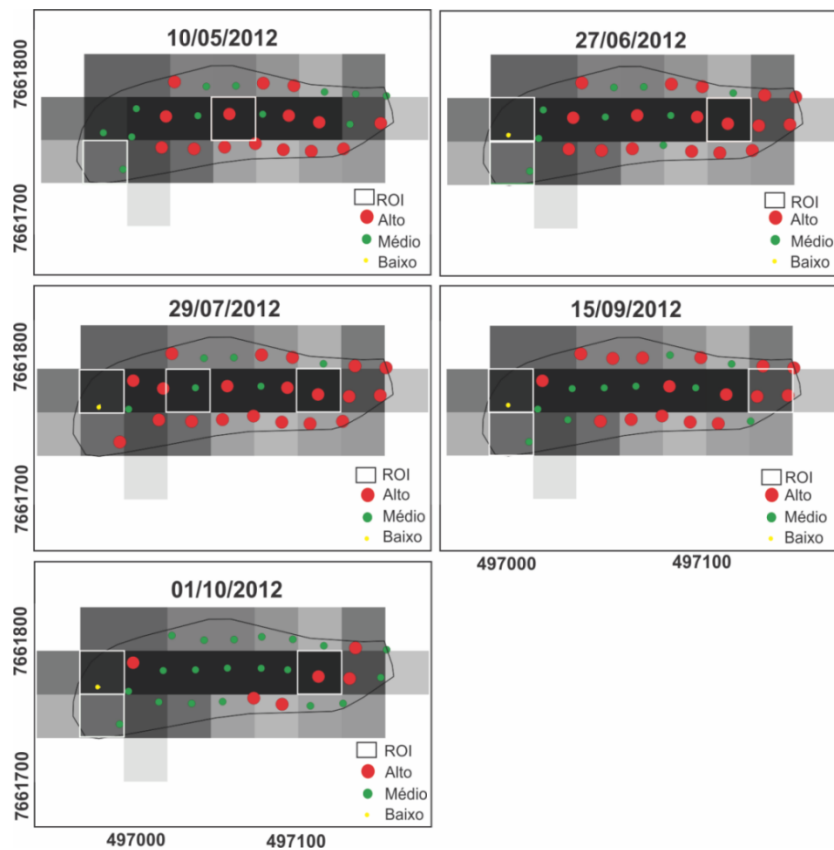 10/05/2012
7661800
7661700
ROI
Alto
Médio
Baixo
27/06/2012
ROI
Alto
Médio
Baixo
29/07/2012
7661800
7661700
ROI
Alto
Médio
Baixo
15/09/2012
ROI
Alto
Médio
Baixo
497000 497100
01/10/2012
7661800
7661700
ROI
Alto
Médio
Baixo
497000 497100